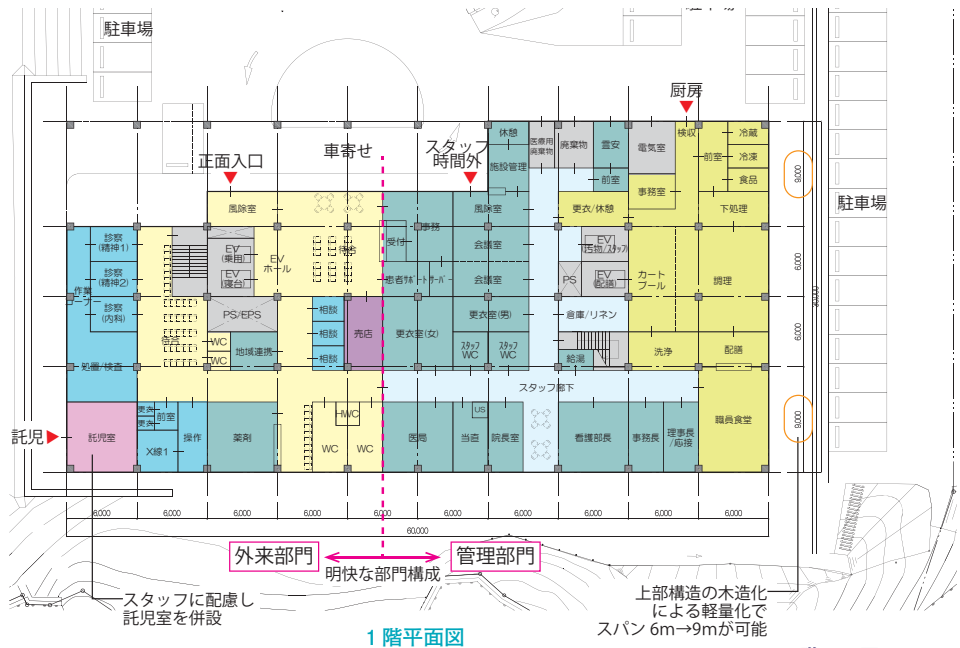 駐車場
厨房
正面入口
車寄せ
スタッフ
時間外
休憩
医療用
廃棄物
廃棄物
霊安
電気室
検収
前室
冷蔵
冷凍
食品
施設管理
前室
事務室
駐車場
風除室
風除室
更衣/休憩
下処理
9,000
診察
(精神1)
EV
(乗用)
EV
ホール
待合
受付
事務
会議室
EV
(汚物/スタッフ)
カート
プール
調理
6,000
作業
コーナー
診察
(精神2)
EV
(寝台)
患者サポートサーバー
会議室
PS
EV
(配膳)
診察
(内科)
PS/EPS
相談
売店
更衣室(女)
更衣室(男)
倉庫/リネン
6,000
待合
WC
WC
地域連携
相談
相談
スタッフ
WC
スタッフ
WC
給湯
洗浄
配膳
処置/検査
スタッフ廊下
30,000
託児
託児室
更衣
更衣
前室
X線1
操作
薬剤
HWC
WC
WC
医局
当直
US
院長室
看護部長
事務長
理事長
/応接
職員食堂
9,000
6,000 6,000 6,000 6,000 6,000 6,000 6,000 6,000 6,000 6,000
60,000
外来部門
管理部門
明快な部門構成
スタッフに配慮し
託児室を併設
上部構造の木造化
による軽量化で
スパン 6m→9mが可能
1 階平面図